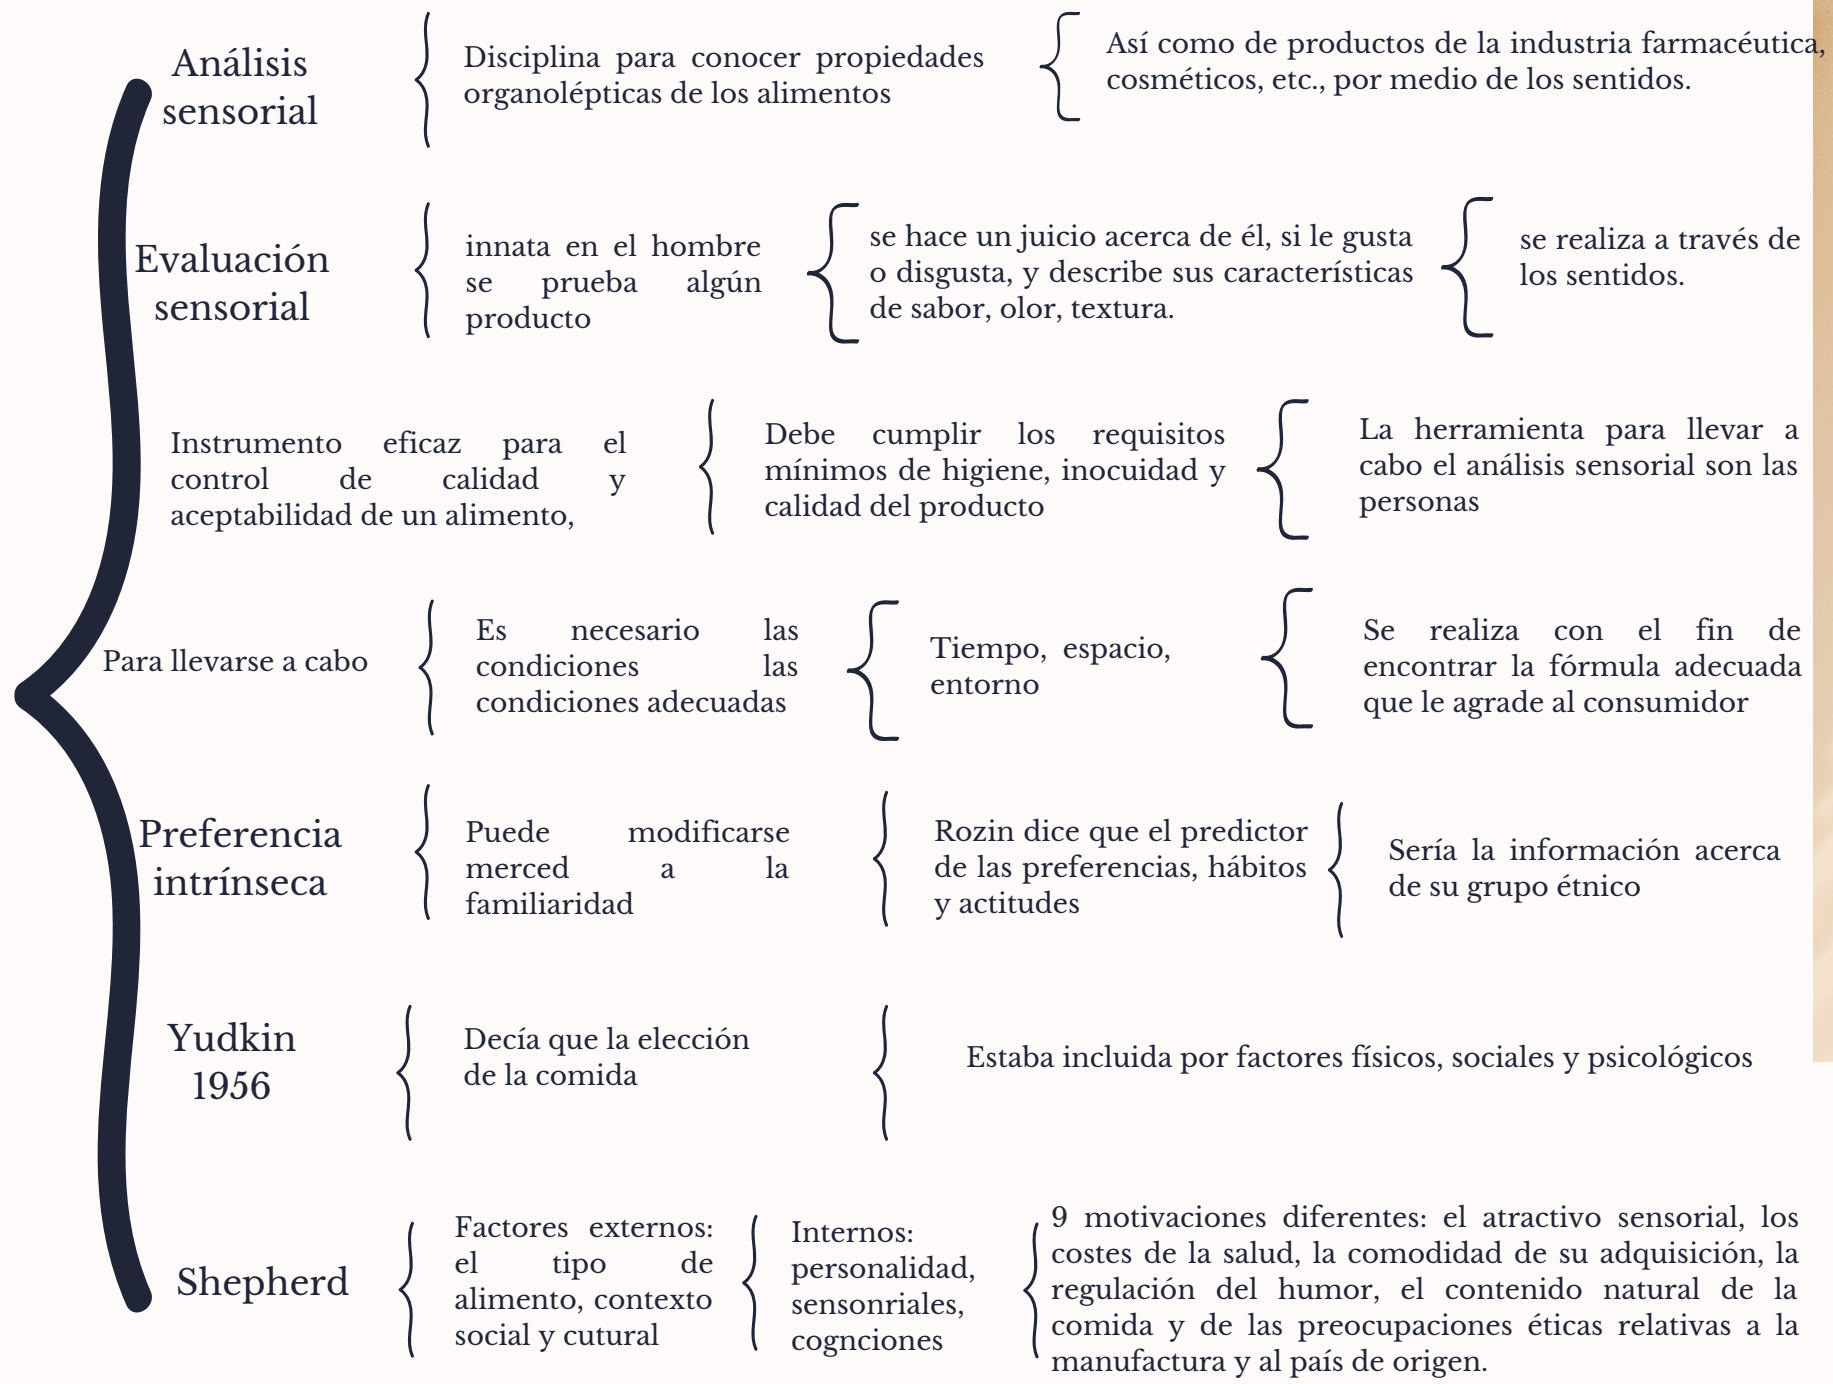 Análisis
sensorial
Disciplina para conocer propiedades
organolépticas de los alimentos
Así como de productos de la industria farmacéutica,
cosméticos, etc., por medio de los sentidos.
Evaluación
sensorial
innata en el hombre
se prueba algún
producto
se hace un juicio acerca de él, si le gusta
o disgusta, y describe sus características
de sabor, olor, textura.
se realiza a través de
los sentidos.
Instrumento eficaz para el
control de calidad y
aceptabilidad de un alimento,
Debe cumplir los requisitos
mínimos de higiene, inocuidad y
calidad del producto
La herramienta para llevar a
cabo el análisis sensorial son las
personas
Para llevarse a cabo
Es necesario las
condiciones las
condiciones adecuadas
Tiempo, espacio,
entorno
Se realiza con el fin de
encontrar la fórmula adecuada
que le agrade al consumidor
Preferencia
intrínseca
Puede modificarse
merced a la
familiaridad
Rozin dice que el predictor
de las preferencias, hábitos
y actitudes
Sería la información acerca
de su grupo étnico
Yudkin
1956
Decía que la elección
de la comida
Estaba incluida por factores físicos, sociales y psicológicos
Shepherd
Factores externos:
el tipo de
alimento, contexto
social y cutural
Internos:
personalidad,
sensonriales,
cognciones
9 motivaciones diferentes: el atractivo sensorial, los
costes de la salud, la comodidad de su adquisición, la
regulación del humor, el contenido natural de la
comida y de las preocupaciones éticas relativas a la
manufactura y al país de origen.